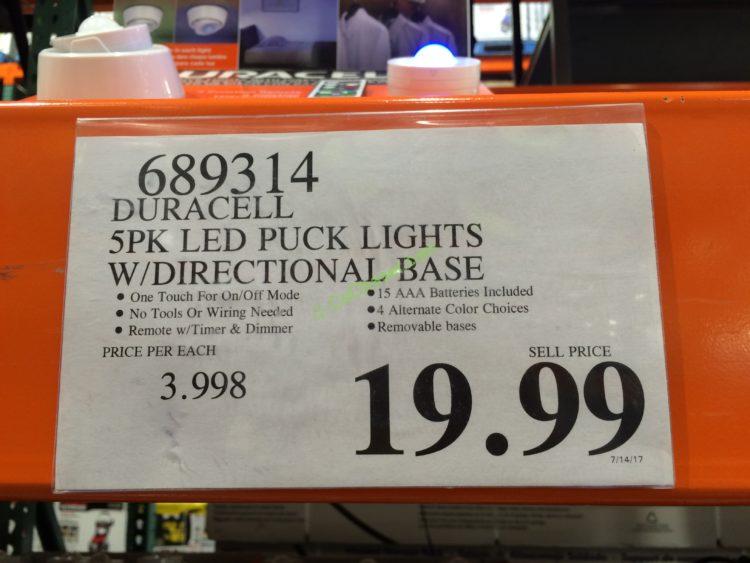 DURACELL
689314
DURACELL
5PK LED PUCK LIGHTS
W/DIRECTIONAL BASE
• One Touch For On/Off Mode
• No Tools Or Wiring Needed
• Remote w/Timer & Dimmer
• 15 AAA Batteries Included
• 4 Alternate Color Choices
• Removable bases
PRICE PER EACH
3.998
SELL PRICE
19.99
7/14/17